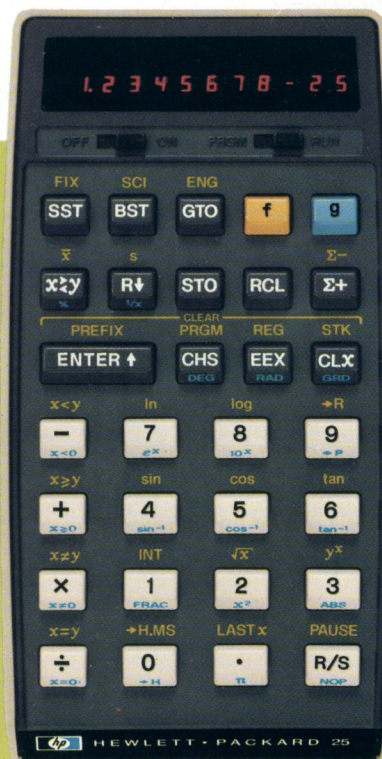 1.2345678-25
OFF ON PRGM RUN
FIX SCI ENG
SST BST GTO f g
x̄ s Σ−
x≷y R↓ STO RCL Σ+
% 1/x
CLEAR
PREFIX PRGM REG STK
ENTER ↑ CHS EEX CLx
DEG RAD GRD
x<y ln log →R
− 7 8 9
x<0 eˣ 10ˣ →P
x≥y sin cos tan
+ 4 5 6
x≥0 sin⁻¹ cos⁻¹ tan⁻¹
x≠y INT √x yˣ
× 1 2 3
x≠0 FRAC x² ABS
x=y →H.MS LAST x PAUSE
÷ 0 · R/S
x=0 →H π NOP
hp HEWLETT · PACKARD 25